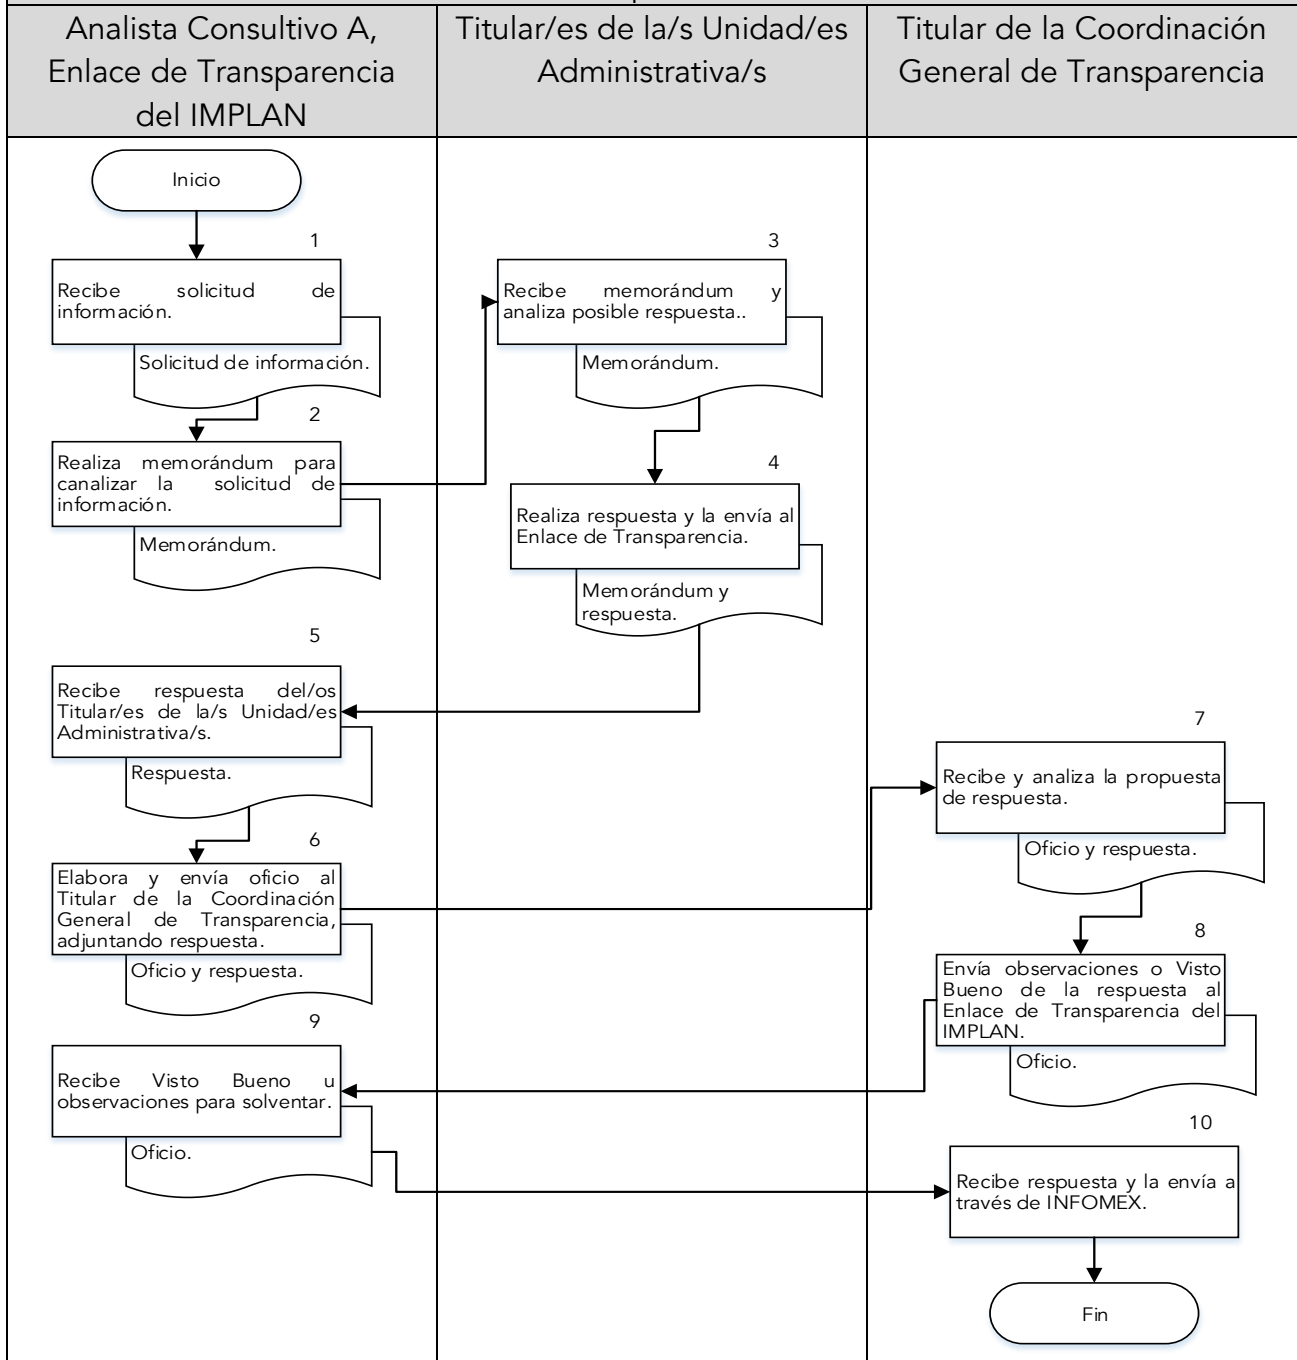 Analista Consultivo A,
Enlace de Transparencia
del IMPLAN
Titular/es de la/s Unidad/es
Administrativa/s
Titular de la Coordinación
General de Transparencia
Inicio
1
Recibe solicitud de
información.
Solicitud de información.
2
Realiza memorándum para
canalizar la solicitud de
información.
Memorándum.
3
Recibe memorándum y
analiza posible respuesta..
Memorándum.
4
Realiza respuesta y la envía al
Enlace de Transparencia.
Memorándum y
respuesta.
5
Recibe respuesta del/os
Titular/es de la/s Unidad/es
Administrativa/s.
Respuesta.
6
Elabora y envía oficio al
Titular de la Coordinación
General de Transparencia,
adjuntando respuesta.
Oficio y respuesta.
7
Recibe y analiza la propuesta
de respuesta.
Oficio y respuesta.
8
Envía observaciones o Visto
Bueno de la respuesta al
Enlace de Transparencia del
IMPLAN.
Oficio.
9
Recibe Visto Bueno u
observaciones para solventar.
Oficio.
10
Recibe respuesta y la envía a
través de INFOMEX.
Fin